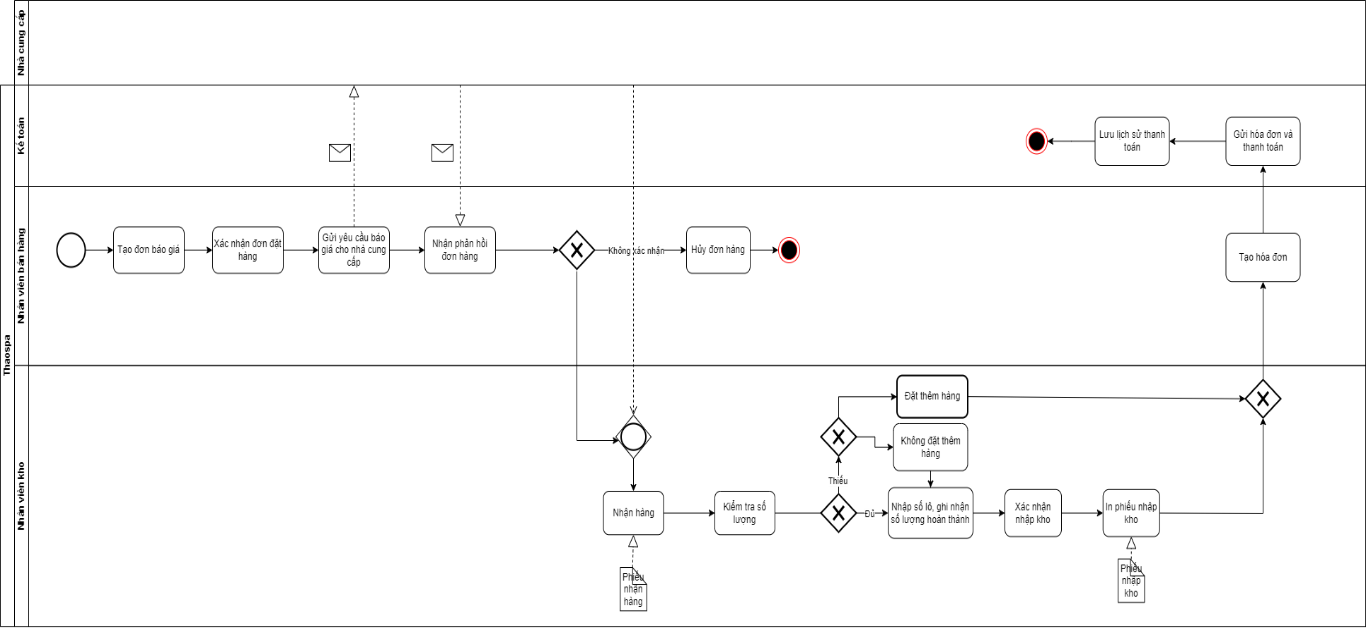 Nhà cung cấp
Thaospa
Kế toán
Lưu lịch sử thanh
toán
Gửi hóa đơn và
thanh toán
Nhân viên bán hàng
Tạo đơn báo giá
Xác nhận đơn đặt
hàng
Gửi yêu cầu báo
giá cho nhà cung
cấp
Nhận phản hồi
đơn hàng
Không xác nhận
Hủy đơn hàng
Tạo hóa đơn
Nhân viên kho
Đặt thêm hàng
Không đặt thêm
hàng
Thiếu
Nhận hàng
Kiểm tra số
lượng
Đủ
Nhập số lô, ghi nhận
số lượng hoàn thành
Xác nhận
nhập kho
In phiếu nhập
kho
Phiếu
nhận
hàng
Phiếu
nhập
kho